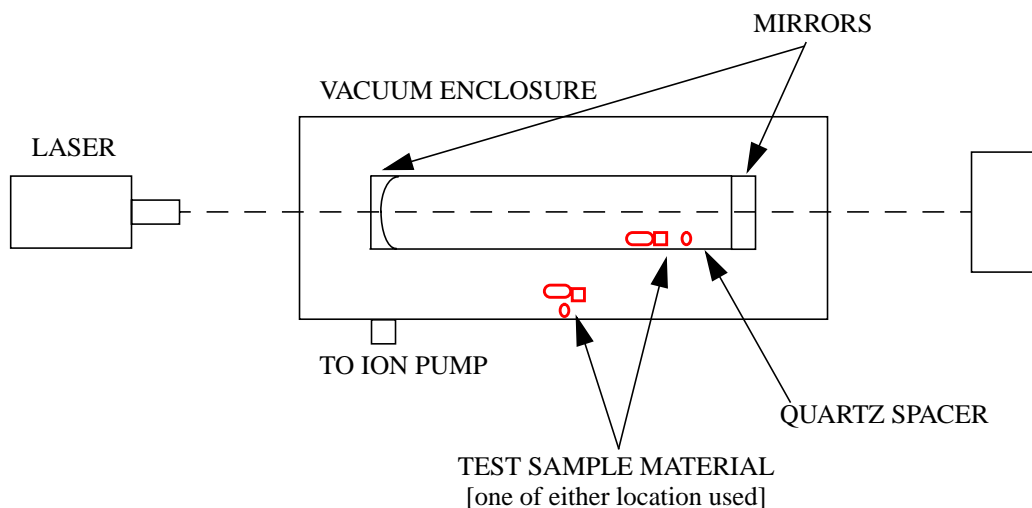 MIRRORS
VACUUM ENCLOSURE
LASER
TO ION PUMP
QUARTZ SPACER
TEST SAMPLE MATERIAL
[one of either location used]